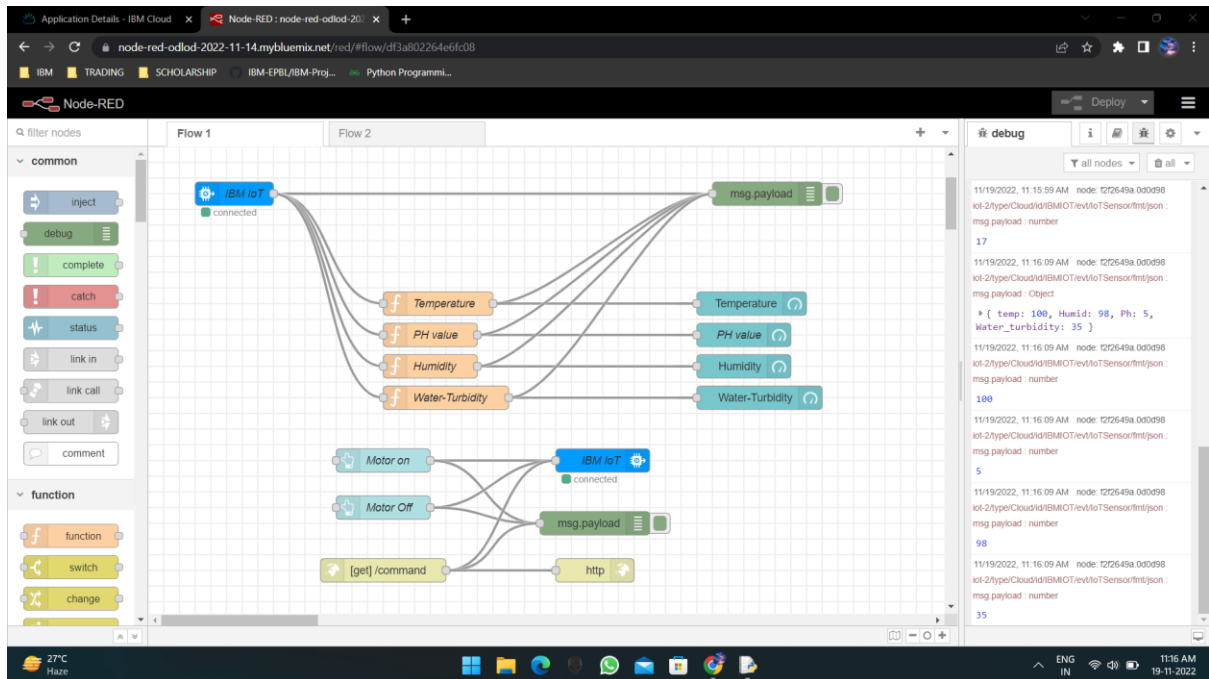 Application Details - IBM Cloud
Node-RED : node-red-odlod-202
node-red-odlod-2022-11-14.mybluemix.net/red/#flow/df3a802264e6fc08
IBM TRADING SCHOLARSHIP IBM-EPBL/IBM-Proj... Python Programmi...
Node-RED
Deploy
filter nodes
Flow 1
Flow 2
debug
i
all nodes
all
common
inject
debug
complete
catch
status
link in
link call
link out
comment
function
function
switch
change
IBM IoT
connected
msg.payload
Temperature
Temperature
PH value
PH value
Humidity
Humidity
Water-Turbidity
Water-Turbidity
Motor on
IBM IoT
connected
Motor Off
msg.payload
[get] /command
http
11/19/2022, 11:15:59 AM node: f2f2649a.0d0d98
iot-2/type/Cloud/id/IBMIOT/evt/IoTSensor/fmt/json :
msg.payload : number
17
11/19/2022, 11:16:09 AM node: f2f2649a.0d0d98
iot-2/type/Cloud/id/IBMIOT/evt/IoTSensor/fmt/json :
msg.payload : Object
{ temp: 100, Humid: 98, Ph: 5,
Water_turbidity: 35 }
11/19/2022, 11:16:09 AM node: f2f2649a.0d0d98
iot-2/type/Cloud/id/IBMIOT/evt/IoTSensor/fmt/json :
msg.payload : number
100
11/19/2022, 11:16:09 AM node: f2f2649a.0d0d98
iot-2/type/Cloud/id/IBMIOT/evt/IoTSensor/fmt/json :
msg.payload : number
5
11/19/2022, 11:16:09 AM node: f2f2649a.0d0d98
iot-2/type/Cloud/id/IBMIOT/evt/IoTSensor/fmt/json :
msg.payload : number
98
11/19/2022, 11:16:09 AM node: f2f2649a.0d0d98
iot-2/type/Cloud/id/IBMIOT/evt/IoTSensor/fmt/json :
msg.payload : number
35
27°C
Haze
ENG
IN
11:16 AM
19-11-2022